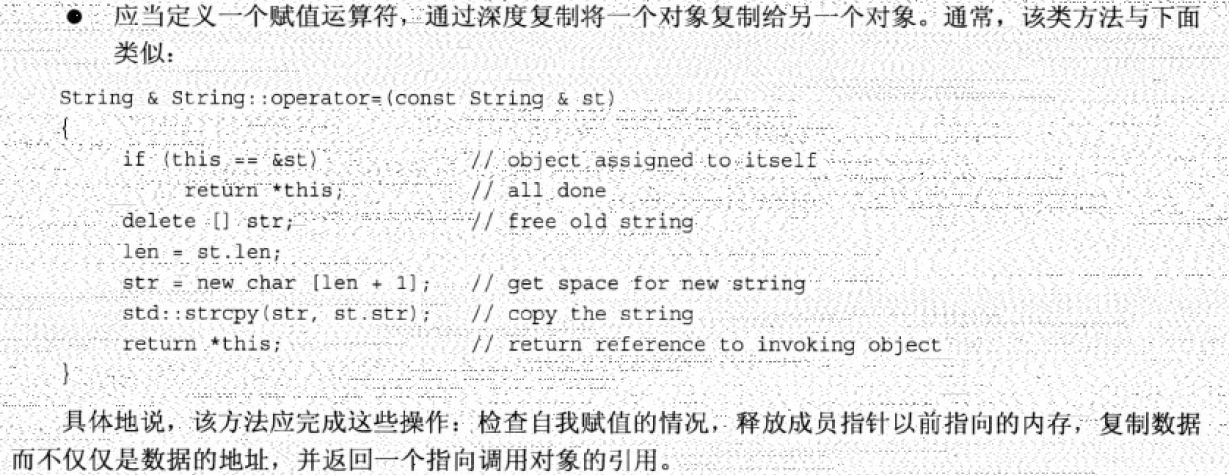 ● 应当定义一个赋值运算符，通过深度复制将一个对象复制给另一个对象。通常，该类方法与下面
类似：
String & String::operator=(const String & st)
{
if (this == &st) // object assigned to itself
return *this; // all done
delete [] str; // free old string
len = st.len;
str = new char [len + 1]; // get space for new string
std::strcpy(str, st.str); // copy the string
return *this; // return reference to invoking object
}
具体地说，该方法应完成这些操作：检查自我赋值的情况，释放成员指针以前指向的内存，复制数据
而不仅仅是数据的地址，并返回一个指向调用对象的引用。